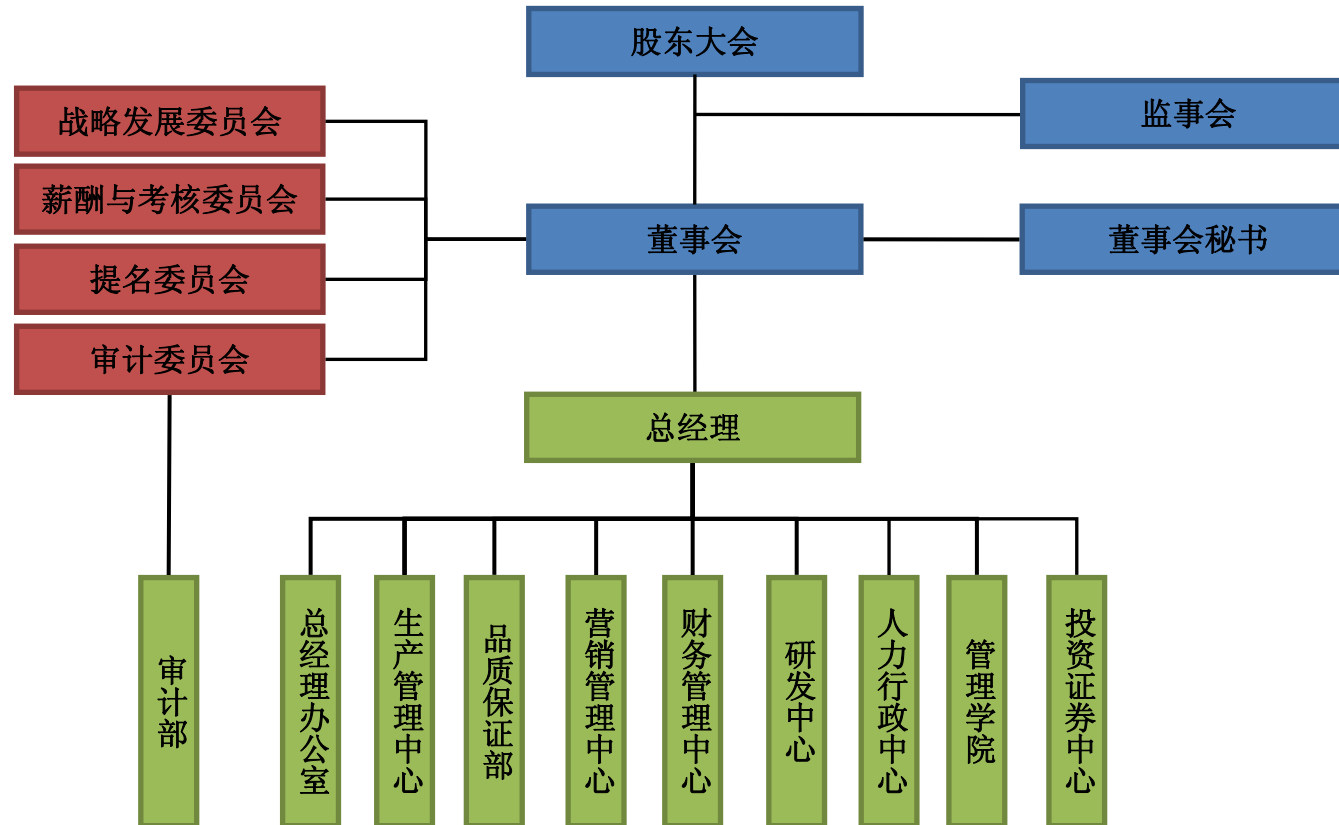 股东大会
战略发展委员会
监事会
薪酬与考核委员会
董事会
董事会秘书
提名委员会
审计委员会
总经理
审计部
总经理办公室
生产管理中心
品质保证部
营销管理中心
财务管理中心
研发中心
人力行政中心
管理学院
投资证券中心